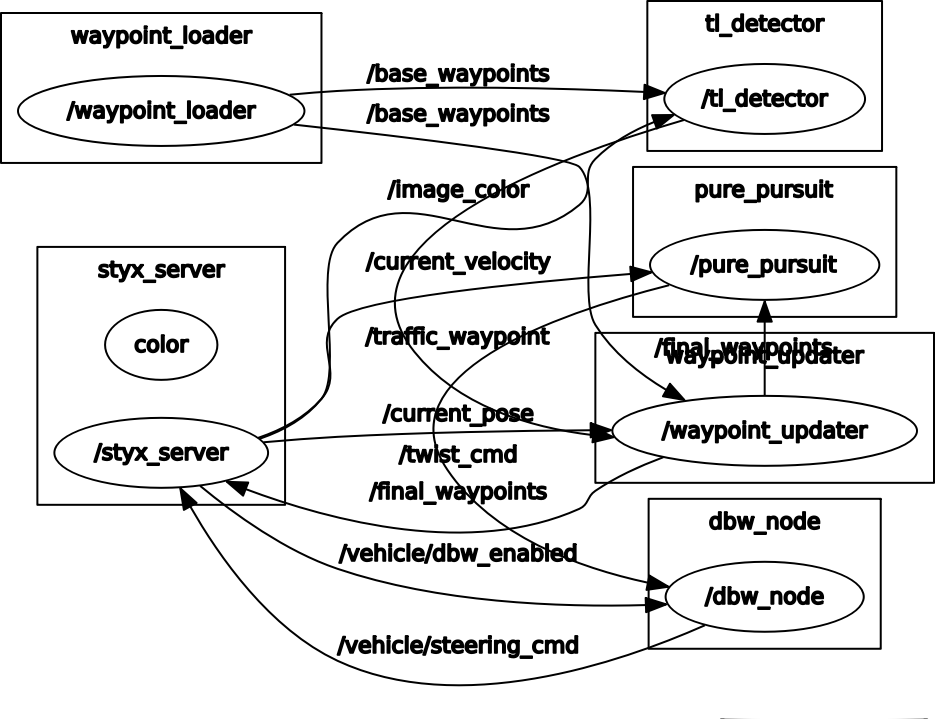 waypoint_loader
/waypoint_loader
tl_detector
/tl_detector
/base_waypoints
/base_waypoints
/image_color
pure_pursuit
/pure_pursuit
/current_velocity
styx_server
color
/styx_server
/traffic_waypoint
/final_waypoints
waypoint_updater
/waypoint_updater
/current_pose
/twist_cmd
/final_waypoints
dbw_node
/dbw_node
/vehicle/dbw_enabled
/vehicle/steering_cmd